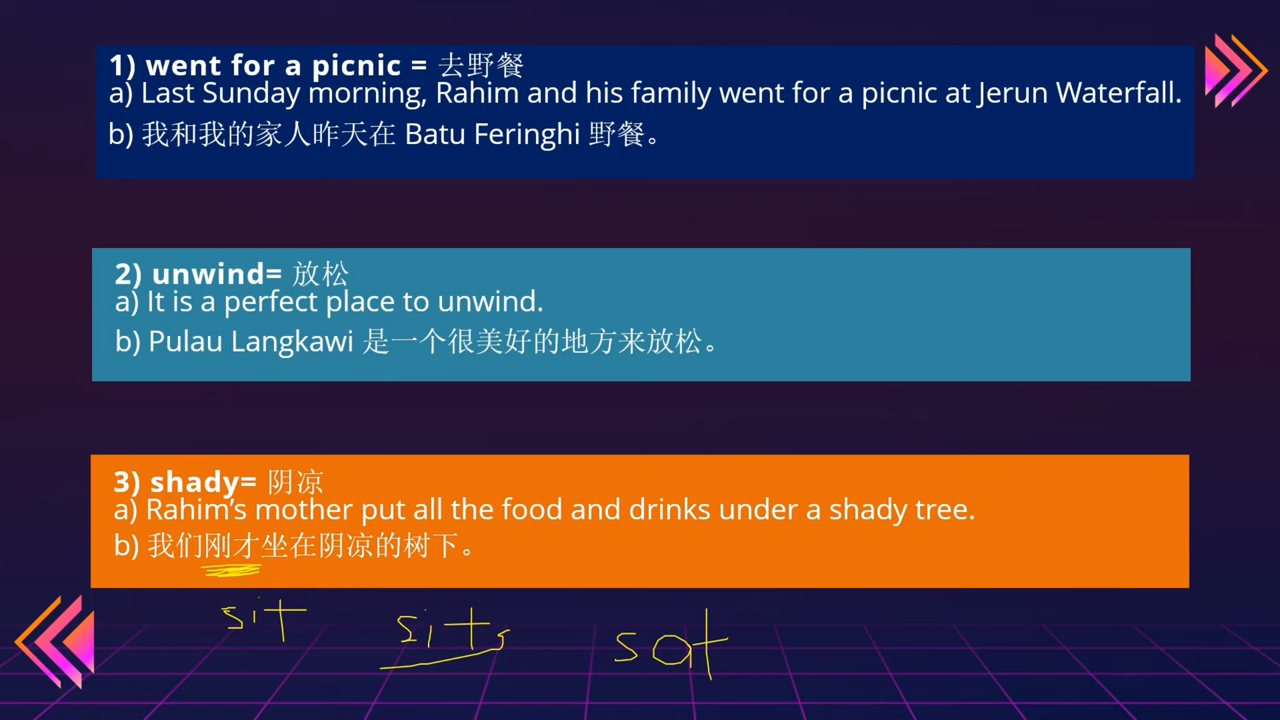 1) went for a picnic = 去野餐
a) Last Sunday morning, Rahim and his family went for a picnic at Jerun Waterfall.
b) 我和我的家人昨天在 Batu Feringhi 野餐。
2) unwind= 放松
a) It is a perfect place to unwind.
b) Pulau Langkawi 是一个很美好的地方来放松。
3) shady= 阴凉
a) Rahim’s mother put all the food and drinks under a shady tree.
b) 我们刚才坐在阴凉的树下。
sit sits sat